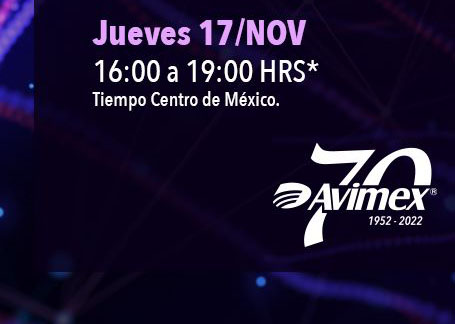 Jueves 17/NOV
16:00 a 19:00 HRS*
Tiempo Centro de México.
70
Avimex®
1952 - 2022